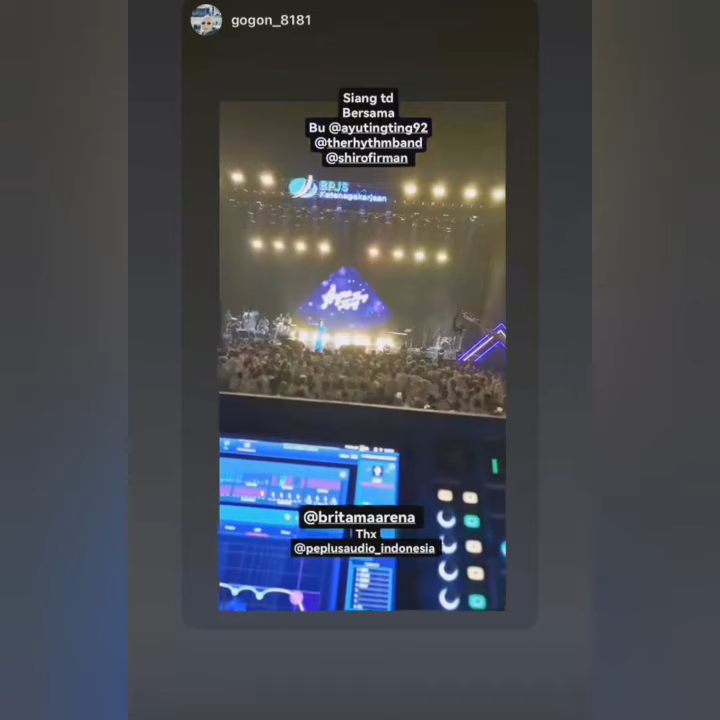 gogon_8181
Siang td
Bersama
Bu @ayutingting92
@therhythmband
@shirofirman
BPJS
Ketenagakerjaan
@britamaarena
Thx
@peplusaudio_indonesia